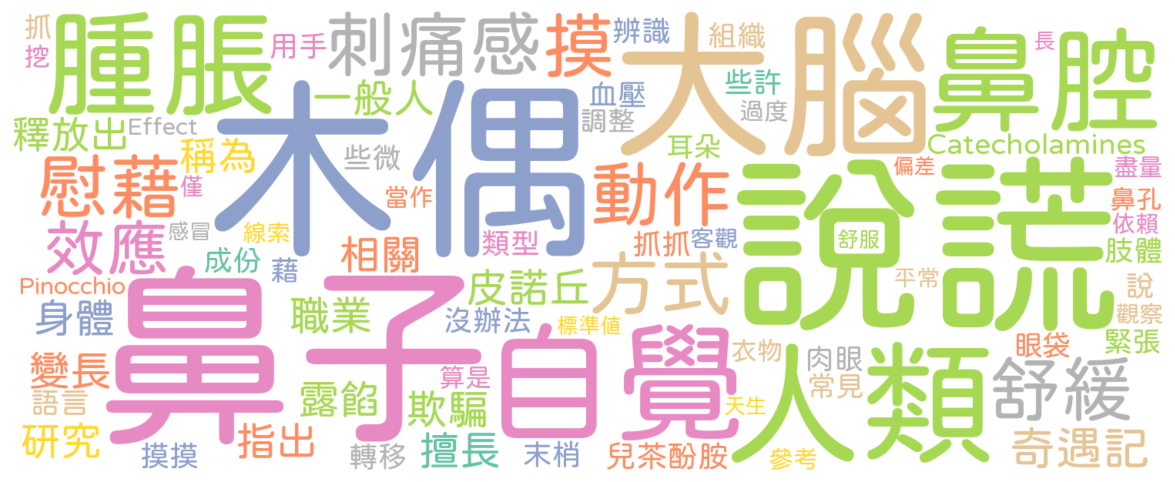 抓
挖
腫脹
用手
刺痛感
摸
辨識
組織
大腦
長
鼻腔
一般人
血壓
些許
過度
調整
釋放出
Effect
稱為
些微
木偶
耳朵
Catecholamines
慰藉
僅
當作
動作
偏差
盡量
鼻孔
依賴
效應
感冒
線索
類型
抓抓
客觀
說謊
舒服
肢體
成份
藉
相關
Pinocchio
皮諾丘
方式
平常
說
觀察
身體
鼻子
職業
沒辦法
標準值
自覺
衣物
肉眼
眼袋
緊張
變長
算是
人類
常見
舒緩
語言
露餡
欺騙
天生
研究
指出
摸摸
轉移
擅長
末梢
兒茶酚胺
參考
奇遇記